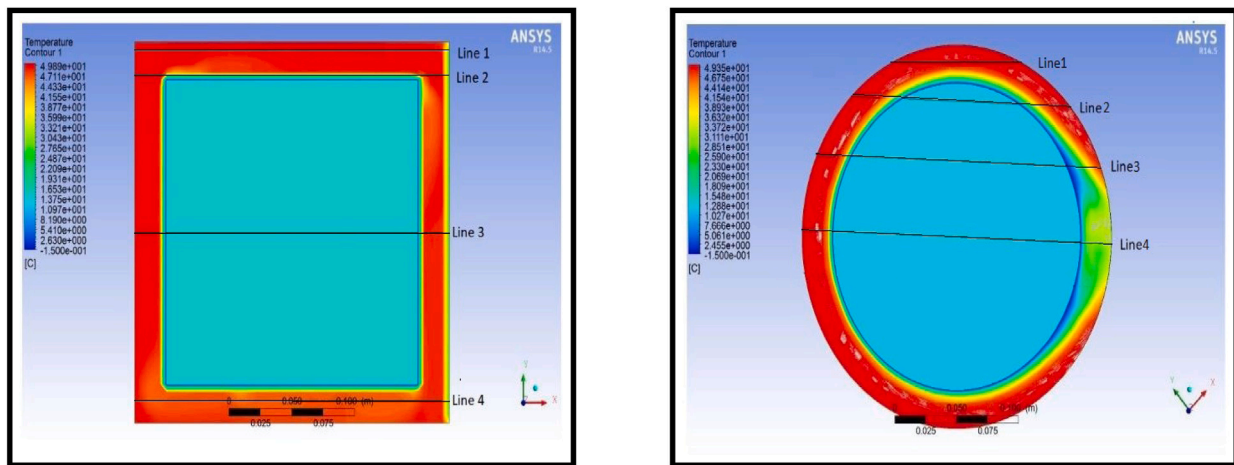 ANSYS
R14.5
Temperature
Contour 1
4.989e+001
4.711e+001
4.433e+001
4.155e+001
3.877e+001
3.599e+001
3.321e+001
3.043e+001
2.765e+001
2.487e+001
2.209e+001
1.931e+001
1.653e+001
1.375e+001
1.097e+001
8.190e+000
5.410e+000
2.630e+000
-1.500e-001
[C]
Line 1
Line 2
Line 3
Line 4
0
0.050
0.100 (m)
0.025
0.075
Y
X
Z
ANSYS
R14.5
Temperature
Contour 1
4.935e+001
4.675e+001
4.414e+001
4.154e+001
3.893e+001
3.632e+001
3.372e+001
3.111e+001
2.851e+001
2.590e+001
2.330e+001
2.069e+001
1.809e+001
1.548e+001
1.288e+001
1.027e+001
7.666e+000
5.061e+000
2.455e+000
-1.500e-001
[C]
Line1
Line2
Line3
Line4
0
0.050
0.100 (m)
0.025
0.075
Y
X